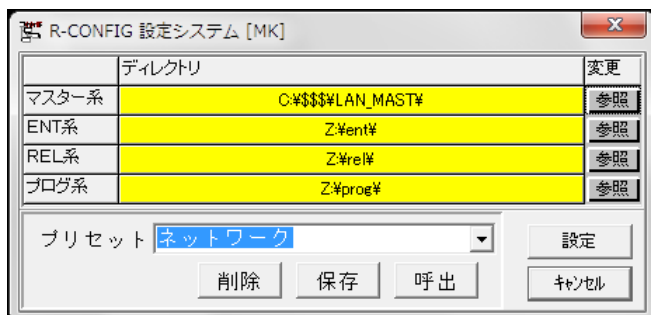 R-CONFIG 設定システム [MK]
ディレクトリ 変更
マスター系 C:¥$$$¥LAN_MAST¥ 参照
ENT系 Z:¥ent¥ 参照
REL系 Z:¥rel¥ 参照
プログ系 Z:¥prog¥ 参照
プリセット ネットワーク 設定
削除 保存 呼出 キャンセル